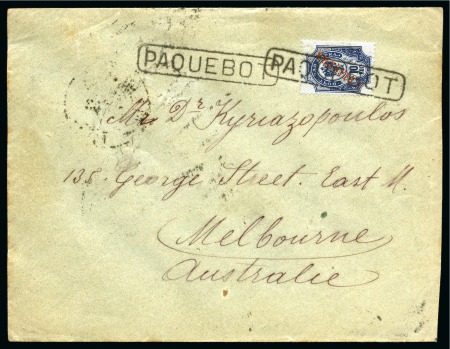 PAQUEBOT PAQUEBOT
Mr Dr Kyriazopoulos
135. George Street. East M.
Melbourne
Australie